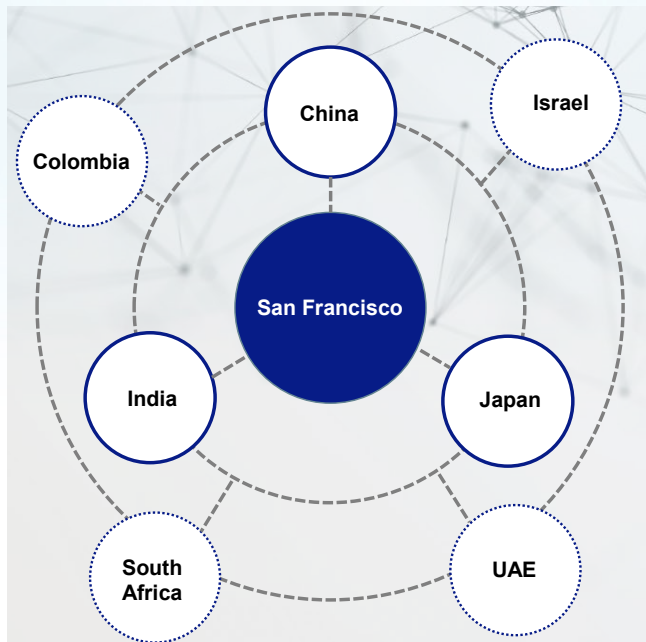 China
Israel
Colombia
San Francisco
India
Japan
South
Africa
UAE